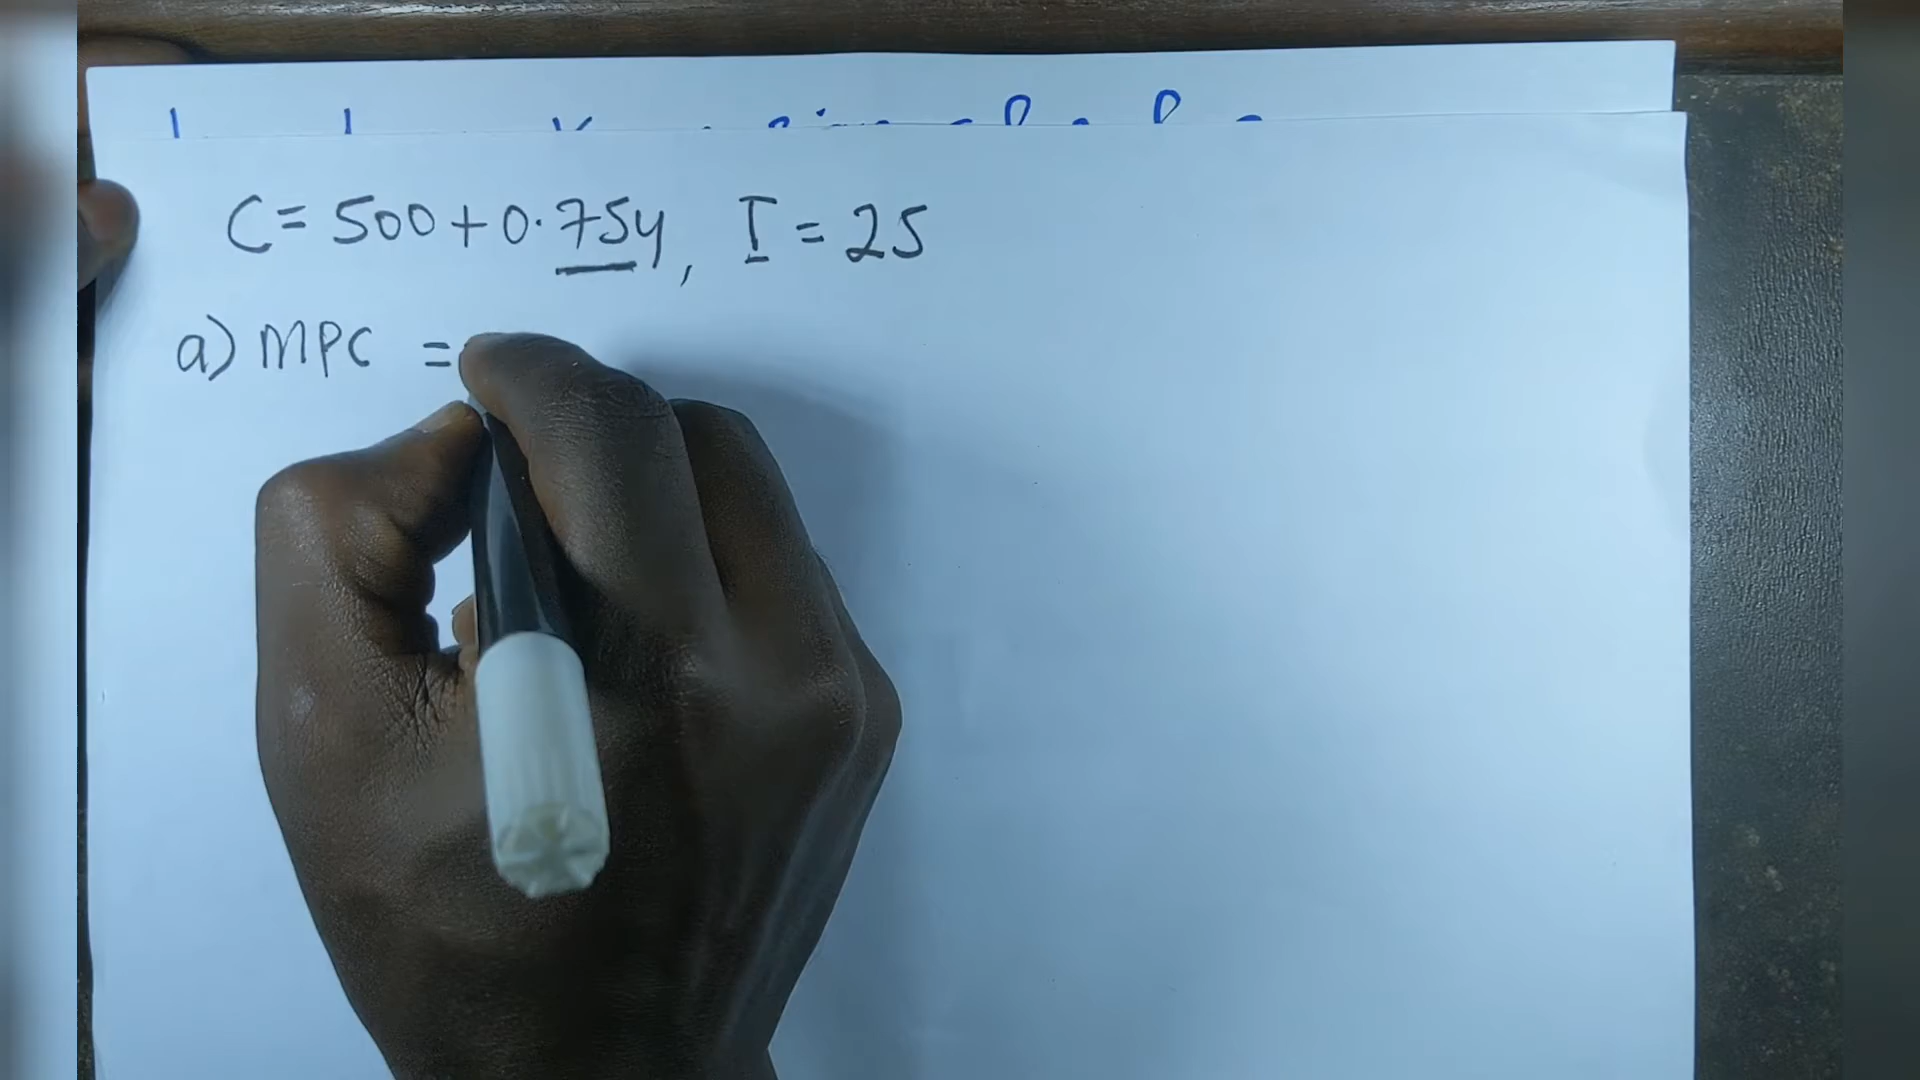 C = 500 + 0.75y, I = 25
a) MPC =